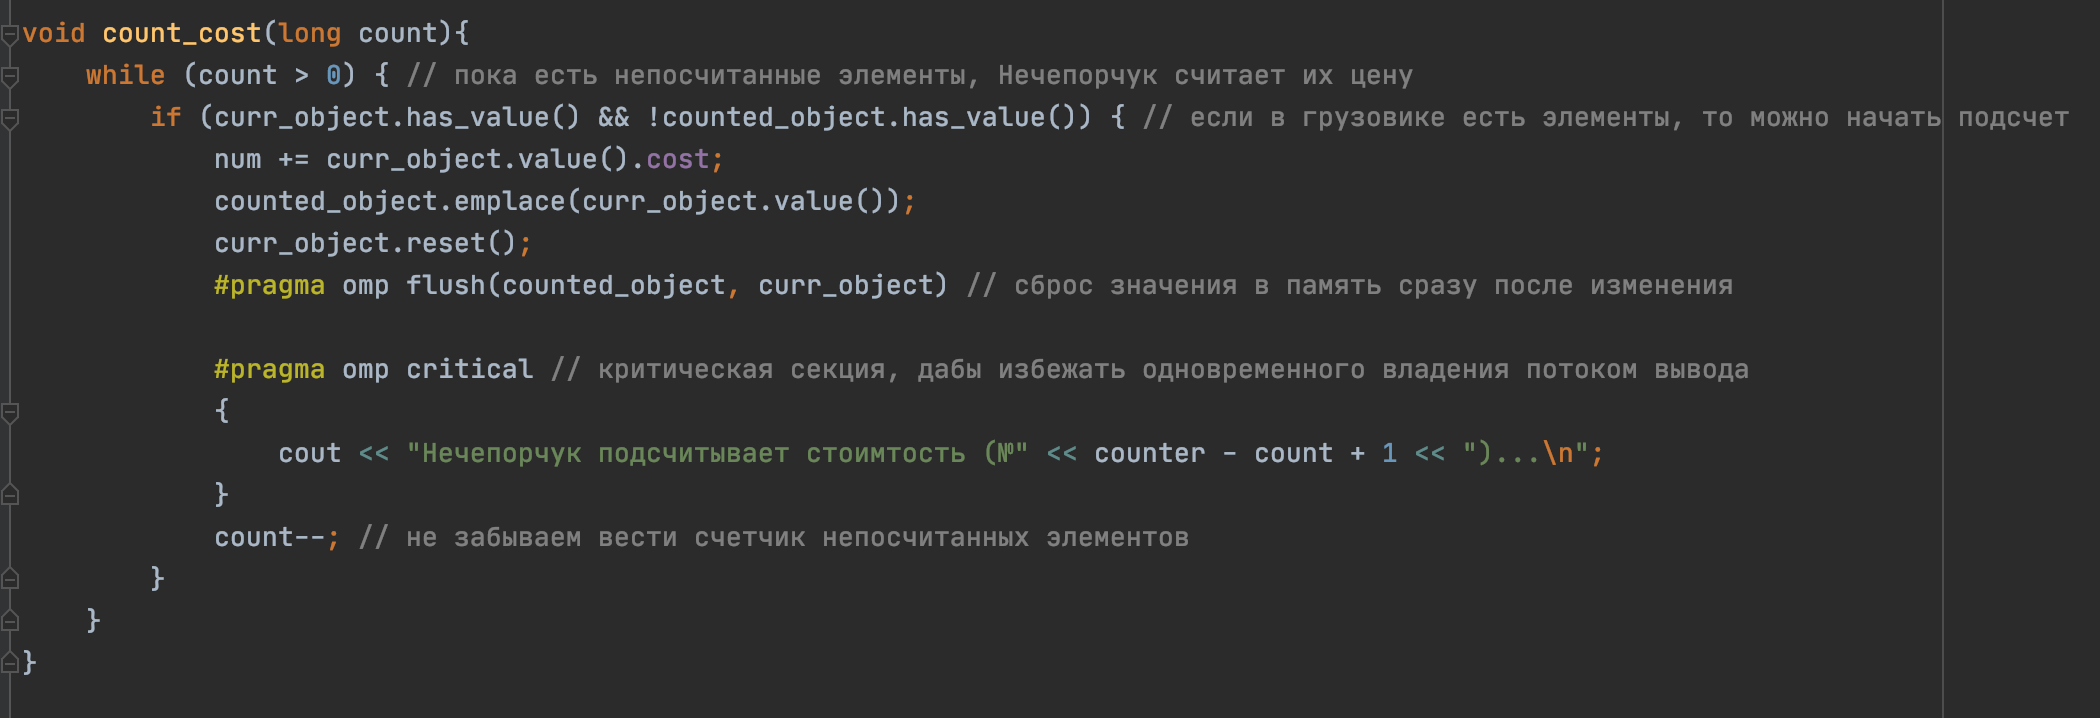 void count_cost(long count){
while (count > 0) { // пока есть непосчитанные элементы, Нечепорчук считает их цену
if (curr_object.has_value() && !counted_object.has_value()) { // если в грузовике есть элементы, то можно начать подсчет
num += curr_object.value().cost;
counted_object.emplace(curr_object.value());
curr_object.reset();
#pragma omp flush(counted_object, curr_object) // сброс значения в память сразу после изменения
#pragma omp critical // критическая секция, дабы избежать одновременного владения потоком вывода
{
cout << "Нечепорчук подсчитывает стоимтость (№" << counter - count + 1 << ")...\n";
}
count--; // не забываем вести счетчик непосчитанных элементов
}
}
}